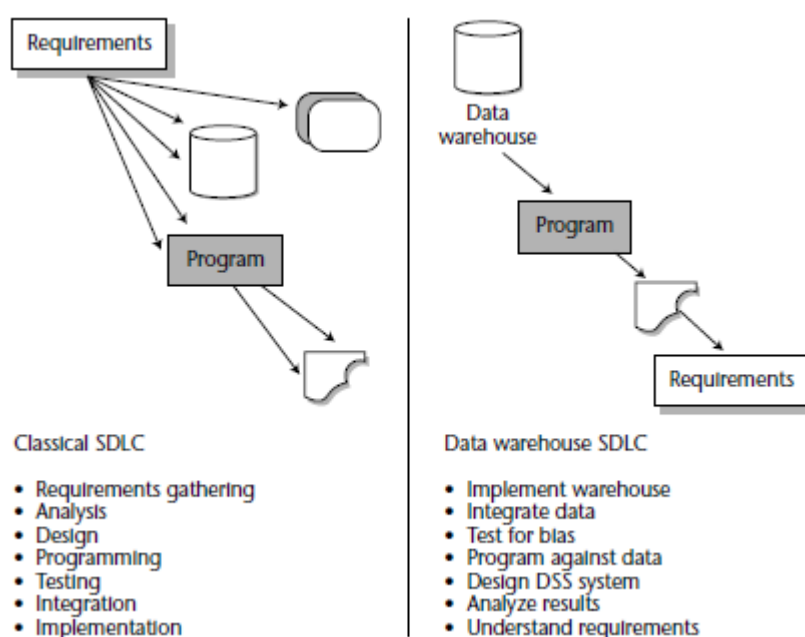 Requirements
Program
Classical SDLC
• Requirements gathering
• Analysis
• Design
• Programming
• Testing
• Integration
• Implementation
Data
warehouse
Program
Requirements
Data warehouse SDLC
• Implement warehouse
• Integrate data
• Test for bias
• Program against data
• Design DSS system
• Analyze results
• Understand requirements